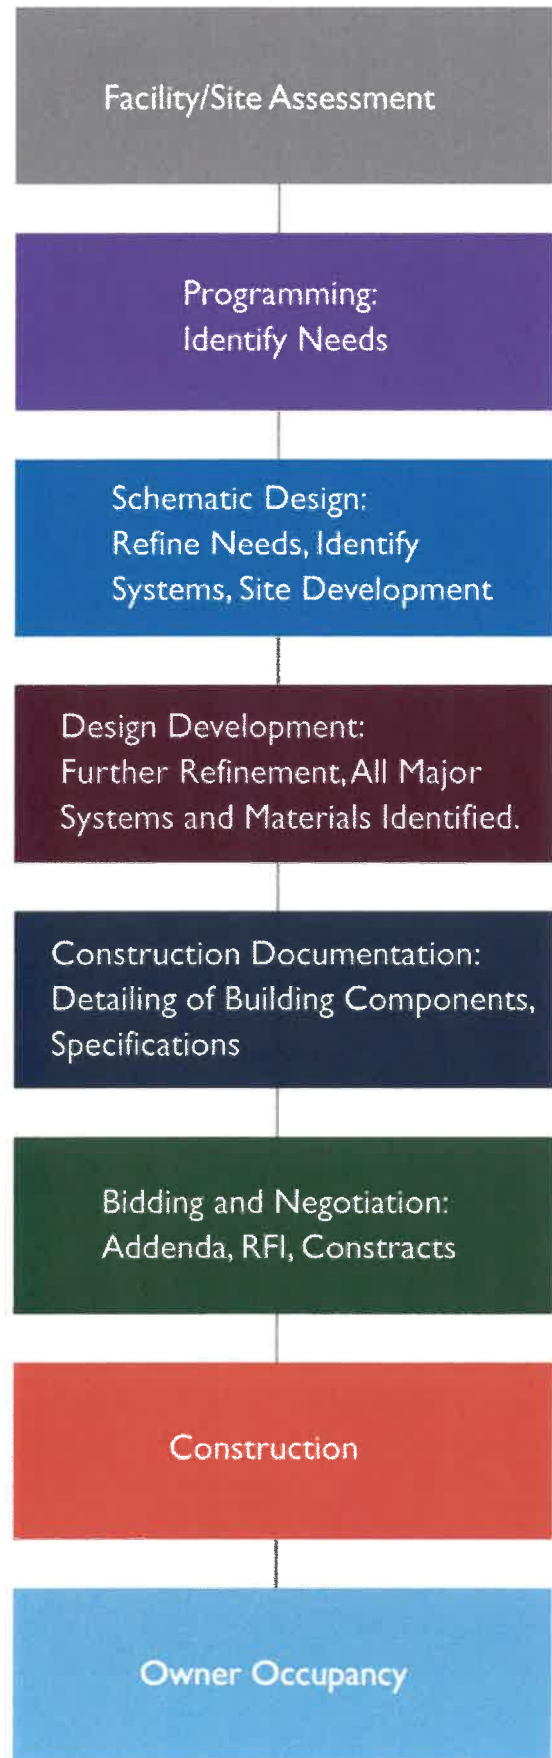 Facility/Site Assessment
Programming:
Identify Needs
Schematic Design:
Refine Needs, Identify
Systems, Site Development
Design Development:
Further Refinement, All Major
Systems and Materials Identified.
Construction Documentation:
Detailing of Building Components,
Specifications
Bidding and Negotiation:
Addenda, RFI, Constracts
Construction
Owner Occupancy